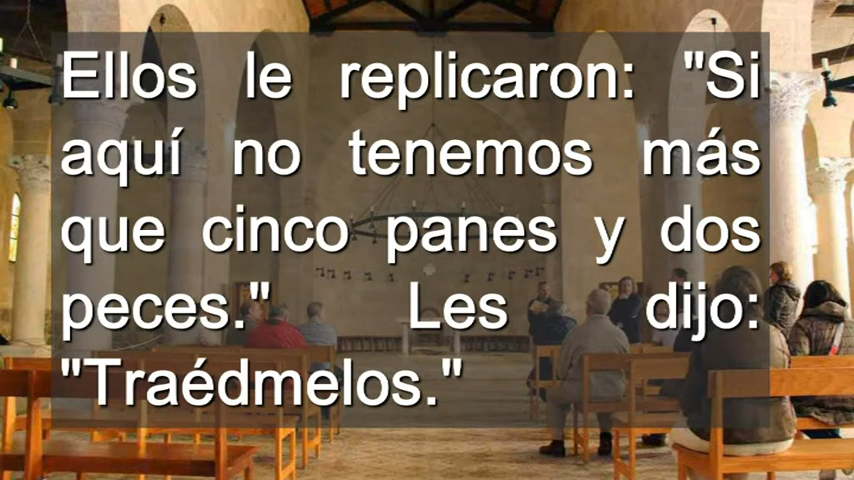 Ellos le replicaron: "Si
aquí no tenemos más
que cinco panes y dos
peces." Les dijo:
"Traédmelos."